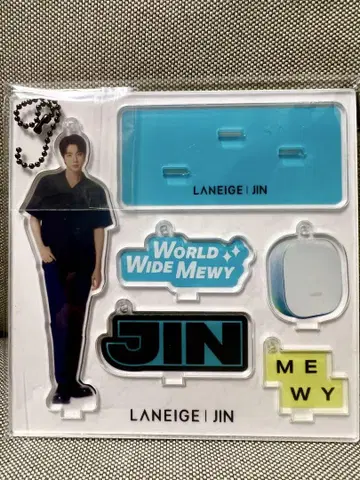 LANEIGE | JIN
WORLD
WIDE MEWY
JIN
ME
WY
LANEIGE | JIN